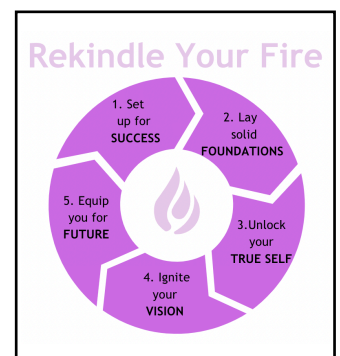 Rekindle Your Fire
1. Set
up for
SUCCESS
2. Lay
solid
FOUNDATIONS
3.Unlock
your
TRUE SELF
4. Ignite
your
VISION
5. Equip
you for
FUTURE